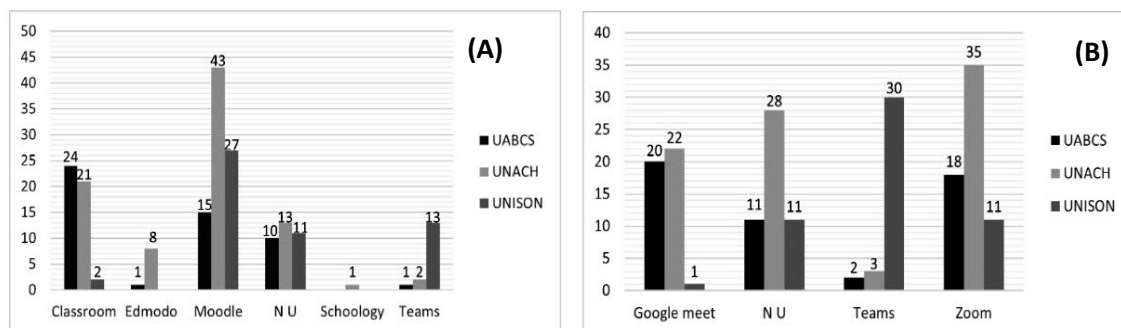 (A)
50
45
40
35
30
25
20
15
10
5
0
24
21
2
1
8
15
43
27
10
13
11
1
1
2
13
Classroom
Edmodo
Moodle
N U
Schoology
Teams
UABCS
UNACH
UNISON
(B)
40
35
30
25
20
15
10
5
0
20
22
1
11
28
11
2
3
30
18
35
11
Google meet
N U
Teams
Zoom
UABCS
UNACH
UNISON